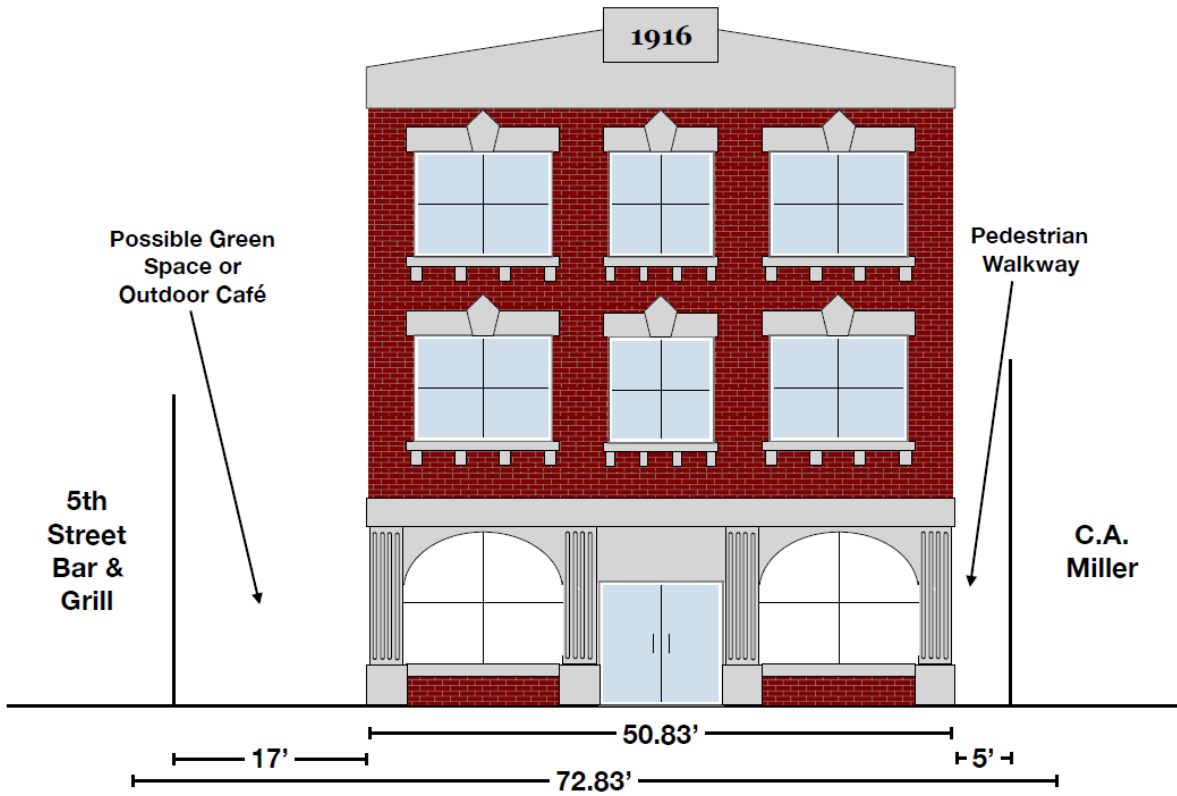 1916
Possible Green
Space or
Outdoor Café
Pedestrian
Walkway
5th
Street
Bar &
Grill
C.A.
Miller
50.83’
17’
5’
72.83’